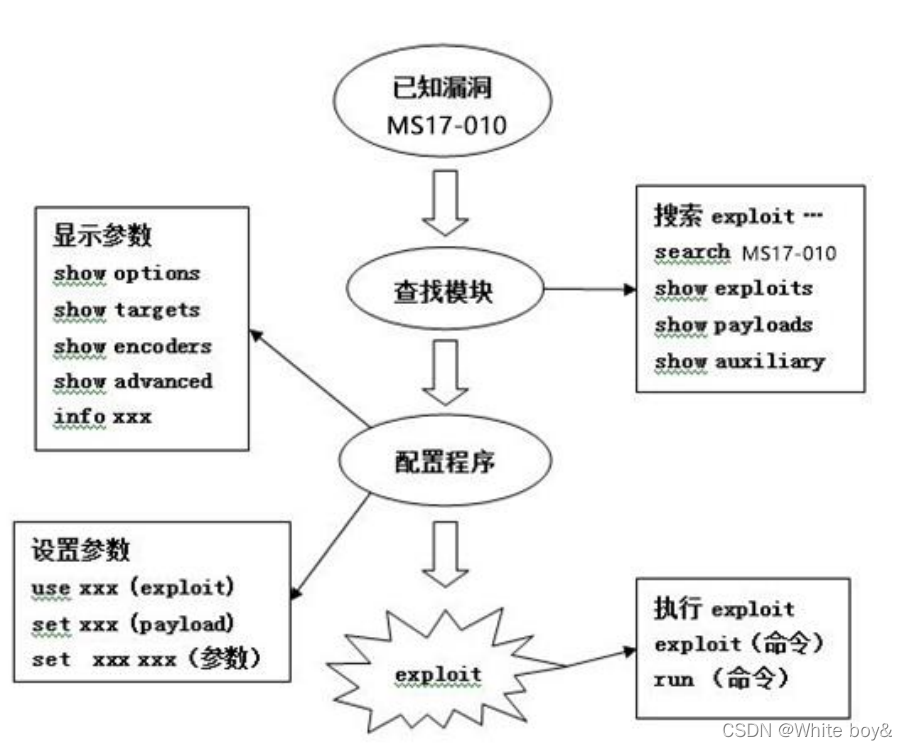 已知漏洞
MS17-010
搜索 exploit …
search MS17-010
show exploits
show payloads
show auxiliary
查找模块
显示参数
show options
show targets
show encoders
show advanced
info xxx
配置程序
设置参数
use xxx (exploit)
set xxx (payload)
set xxx xxx（参数）
exploit
执行 exploit
exploit（命令）
run （命令）
CSDN @White boy&